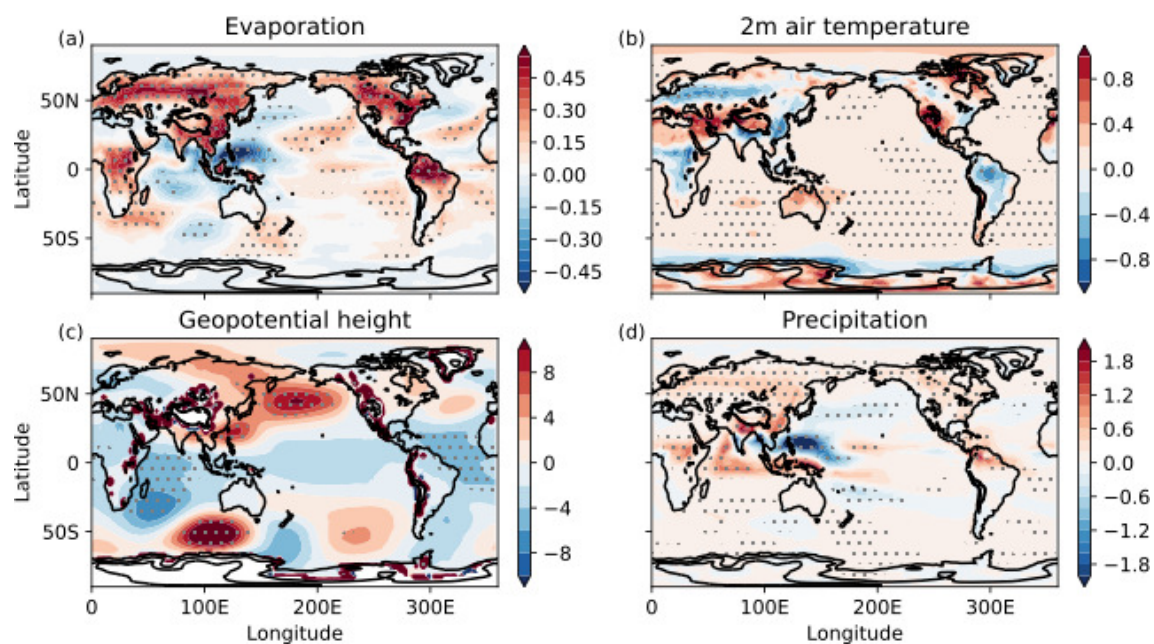 (a) Evaporation
(b) 2m air temperature
Latitude
50N
0
50S
0.45
0.30
0.15
0.00
−0.15
−0.30
−0.45
0.8
0.4
0.0
−0.4
−0.8
(c) Geopotential height
(d) Precipitation
Latitude
50N
0
50S
8
4
0
−4
−8
1.8
1.2
0.6
0.0
−0.6
−1.2
−1.8
0 100E 200E 300E
0 100E 200E 300E
Longitude
Longitude